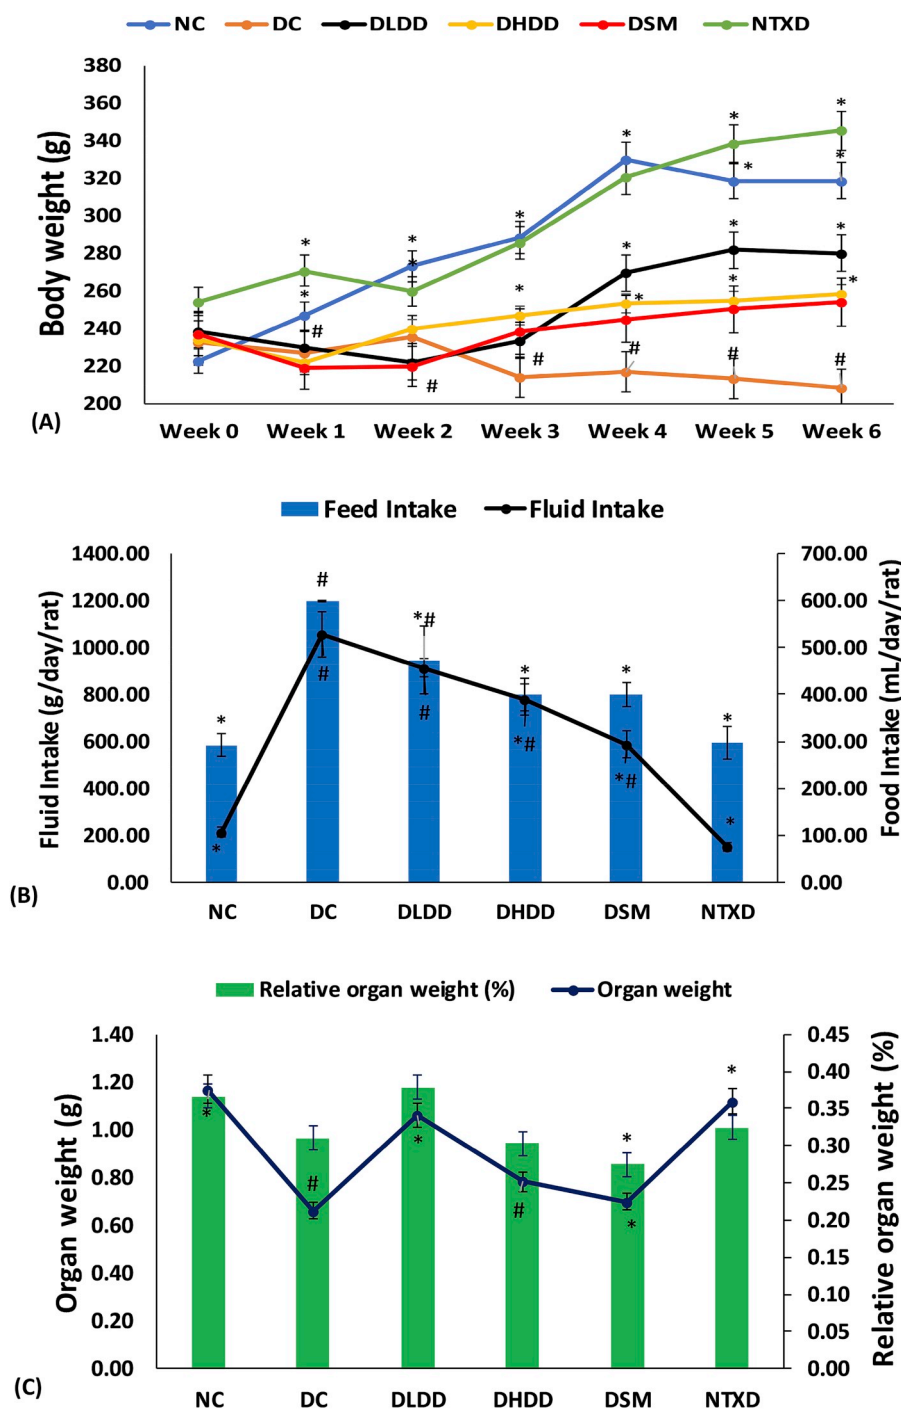 NC DC DLDD DHDD DSM NTXD
Body weight (g)
380
360
340
320
300
280
260
240
220
200
* * * * * * * * * * * * * * * * *
# # # # # #
(A)
Week 0 Week 1 Week 2 Week 3 Week 4 Week 5 Week 6
Feed Intake Fluid Intake
Fluid Intake (g/day/rat)
1400.00
1200.00
1000.00
800.00
600.00
400.00
200.00
0.00
* # *# * * *
* # # *# *# *
700.00
600.00
500.00
400.00
300.00
200.00
100.00
0.00
Food Intake (mL/day/rat)
(B)
NC DC DLDD DHDD DSM NTXD
Relative organ weight (%) Organ weight
Organ weight (g)
1.40
1.20
1.00
0.80
0.60
0.40
0.20
0.00
* # * # * * *
0.45
0.40
0.35
0.30
0.25
0.20
0.15
0.10
0.05
0.00
Relative organ weight (%)
(C)
NC DC DLDD DHDD DSM NTXD